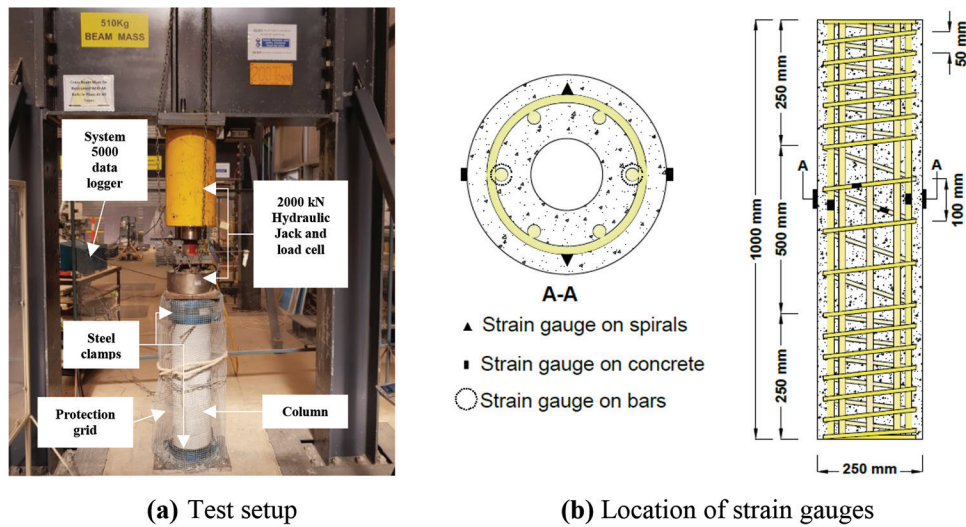 510Kg
BEAM MASS
200 Tonne
System
5000 data
logger
2000 kN
Hydraulic
Jack and
load cell
Steel
clamps
Protection
grid
Column
A-A
Strain gauge on spirals
Strain gauge on concrete
Strain gauge on bars
1000 mm
250 mm
500 mm
250 mm
50 mm
A
A
100 mm
250 mm
(a) Test setup
(b) Location of strain gauges